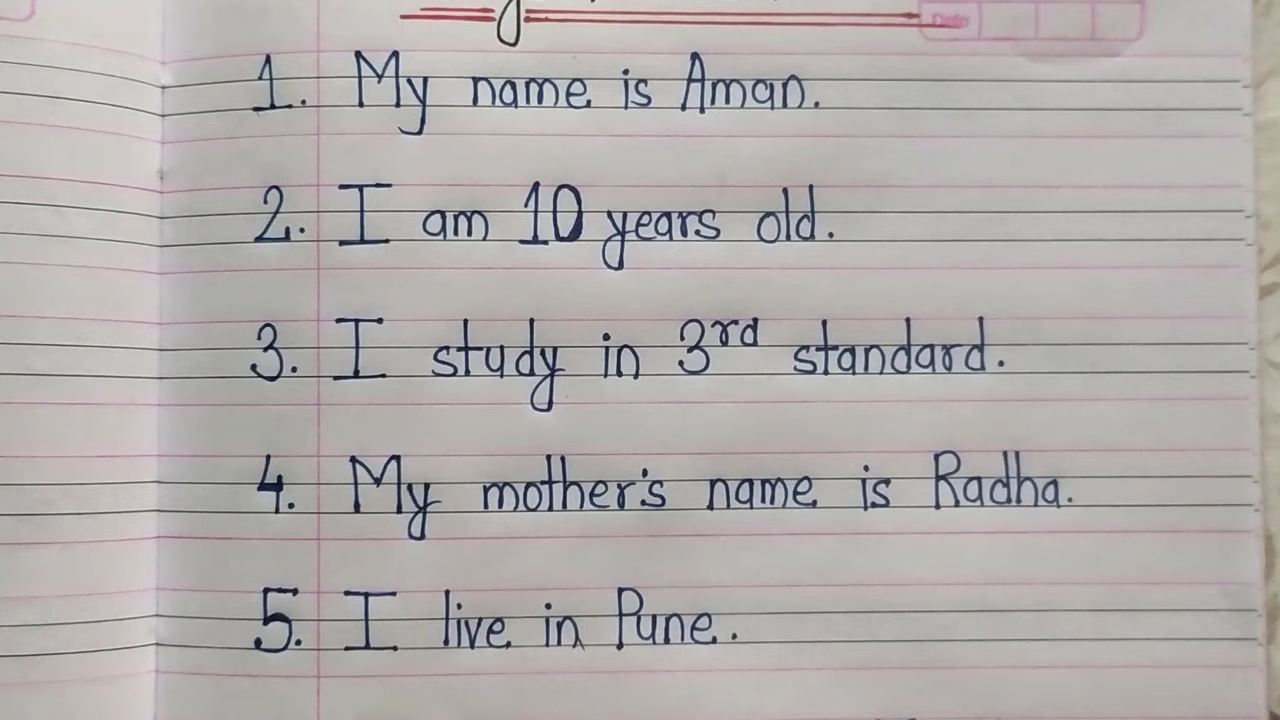 Date
1. My name is Aman.
2. I am 10 years old.
3. I study in 3rd standard.
4. My mother's name is Radha.
5. I live in Pune.